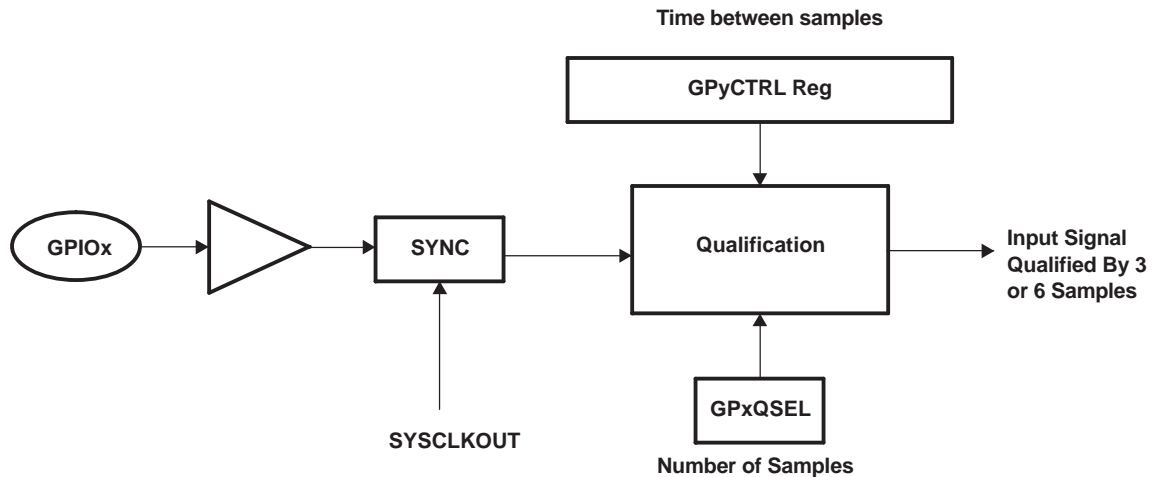 Time between samples
GPyCTRL Reg
GPIOx
SYNC
Qualification
Input Signal
Qualified By 3
or 6 Samples
SYSCLKOUT
GPxQSEL
Number of Samples